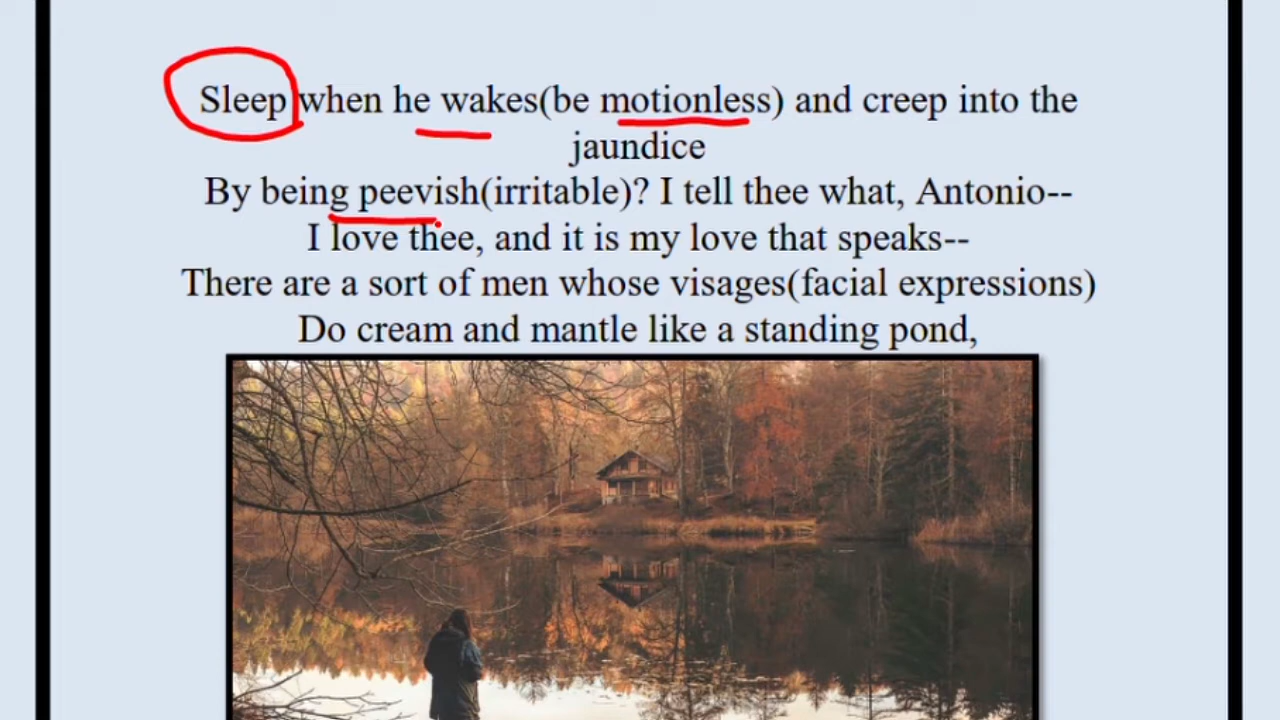 Sleep when he wakes(be motionless) and creep into the
jaundice
By being peevish(irritable)? I tell thee what, Antonio--
I love thee, and it is my love that speaks--
There are a sort of men whose visages(facial expressions)
Do cream and mantle like a standing pond,